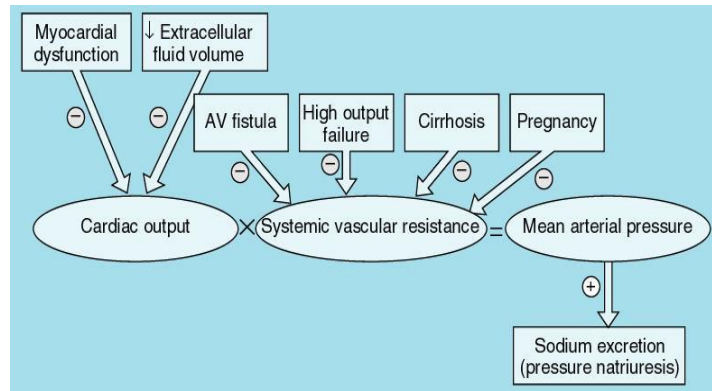 Myocardial
dysfunction
↓ Extracellular
fluid volume
AV fistula
High output
failure
Cirrhosis
Pregnancy
− − − − − −
Cardiac output × Systemic vascular resistance = Mean arterial pressure
+
Sodium excretion
(pressure natriuresis)